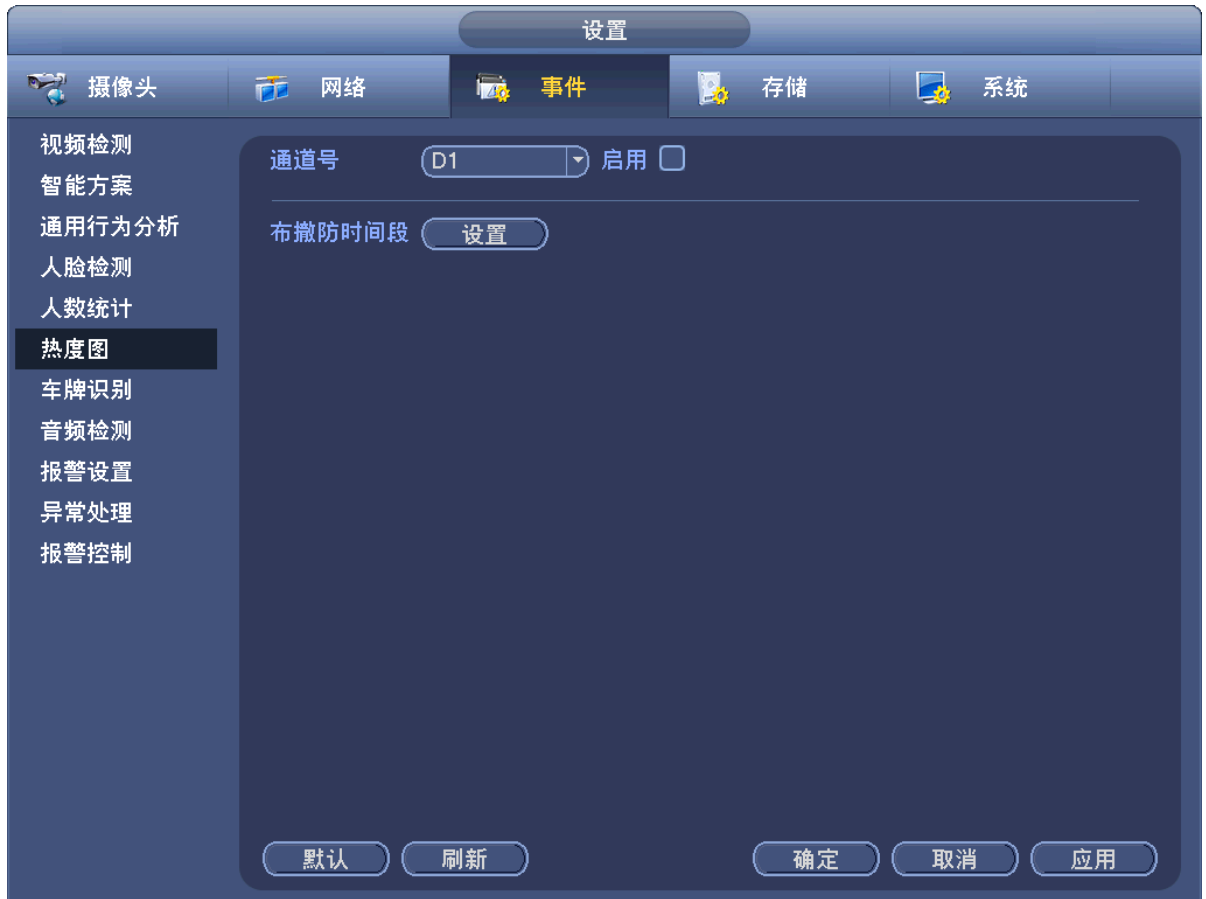 设置
摄像头 网络 事件 存储 系统
视频检测
智能方案
通用行为分析
人脸检测
人数统计
热度图
车牌识别
音频检测
报警设置
异常处理
报警控制
通道号 D1 启用
布撤防时间段 设置
默认 刷新 确定 取消 应用